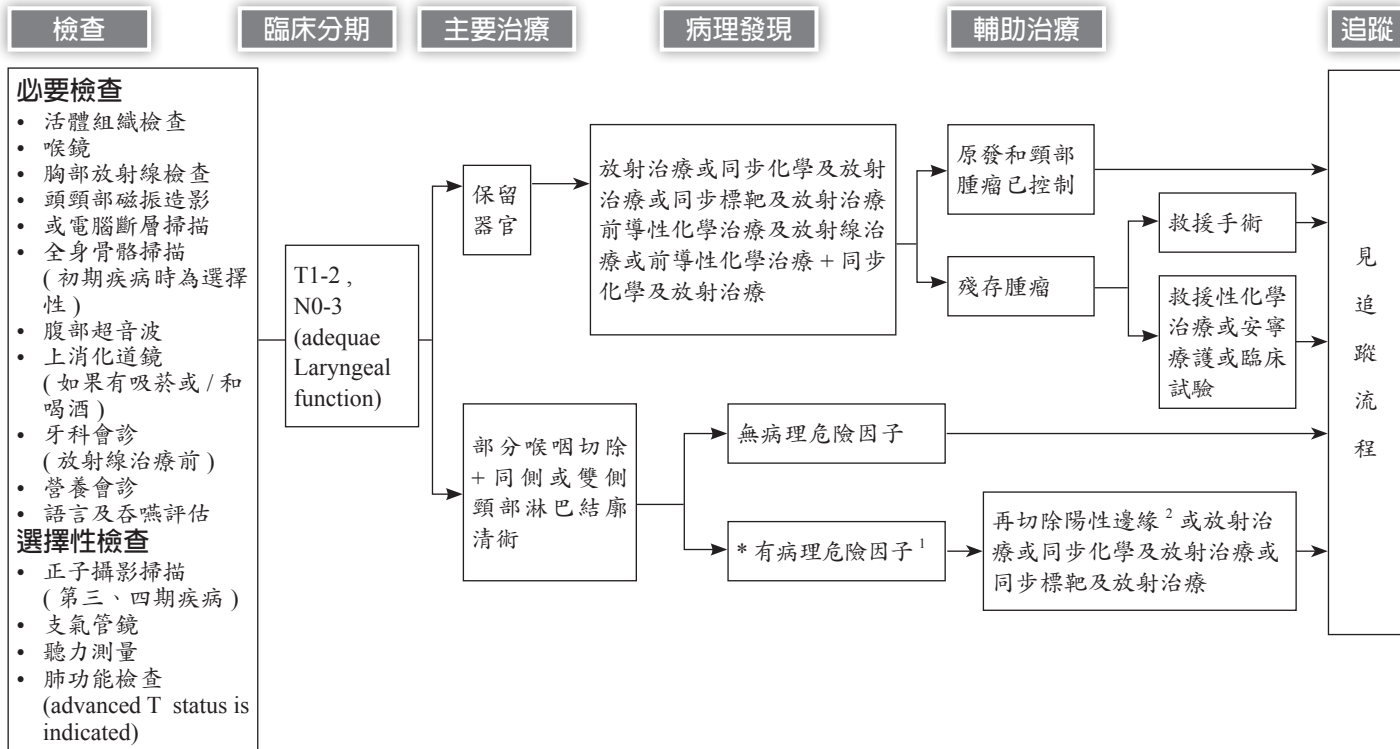 檢查
臨床分期
主要治療
病理發現
輔助治療
追蹤
必要檢查
• 活體組織檢查
• 喉鏡
• 胸部放射線檢查
• 頭頸部磁振造影
• 或電腦斷層掃描
• 全身骨骼掃描
( 初期疾病時為選擇
性 )
• 腹部超音波
• 上消化道鏡
( 如果有吸菸或 / 和
喝酒 )
• 牙科會診
( 放射線治療前 )
• 營養會診
• 語言及吞嚥評估
選擇性檢查
• 正子攝影掃描
( 第三、四期疾病 )
• 支氣管鏡
• 聽力測量
• 肺功能檢查
(advanced T status is
indicated)
T1-2 ,
N0-3
(adequae
Laryngeal
function)
保留
器官
放射治療或同步化學及放射
治療或同步標靶及放射治療
前導性化學治療及放射線治
療或前導性化學治療 + 同步
化學及放射治療
原發和頸部
腫瘤已控制
殘存腫瘤
救援手術
救援性化學
治療或安寧
療護或臨床
試驗
部分喉咽切除
+ 同側或雙側
頸部淋巴結廓
清術
無病理危險因子
* 有病理危險因子 1
再切除陽性邊緣 2 或放射治
療或同步化學及放射治療或
同步標靶及放射治療
見
追
蹤
流
程